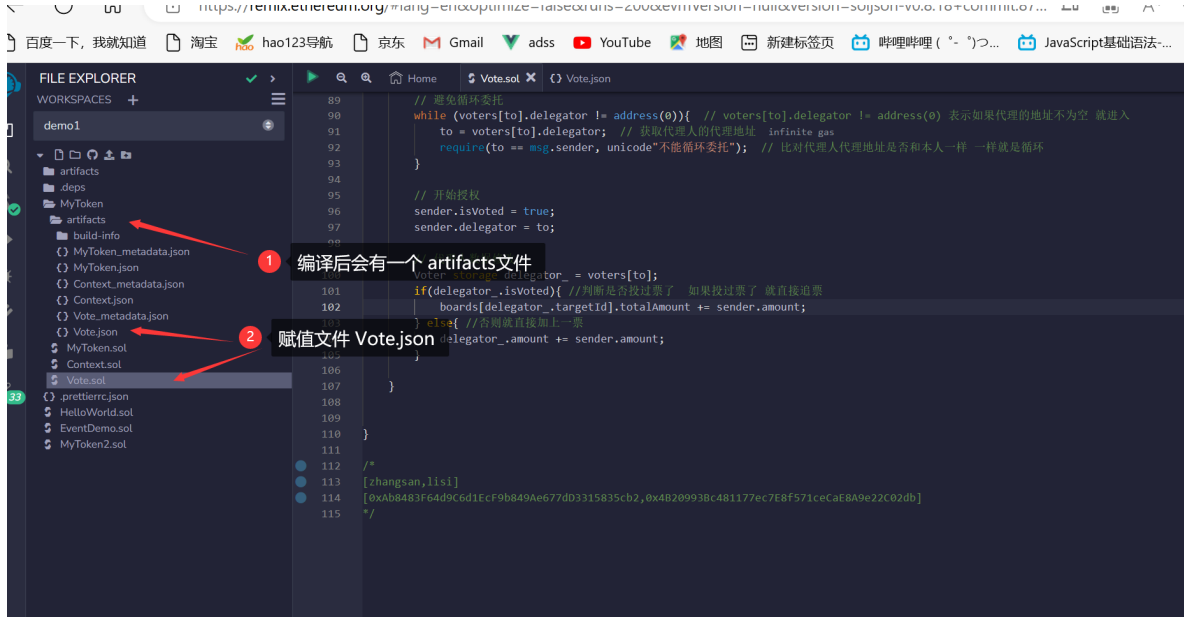 https://remix.ethereum.org/#lang=en&optimize=false&runs=200&evmVersion=null&version=soljson-v0.8.18+commit.87...
百度一下，我就知道 淘宝 hao123导航 京东 Gmail adss YouTube 地图 新建标签页 哔哩哔哩 ( ゜- ゜)つ... JavaScript基础语法-...
FILE EXPLORER
Home Vote.sol Vote.json
WORKSPACES
demo1
artifacts
.deps
MyToken
artifacts
build-info
MyToken_metadata.json
MyToken.json
Context_metadata.json
Context.json
Vote_metadata.json
Vote.json
MyToken.sol
Context.sol
Vote.sol
33
.prettierrc.json
HelloWorld.sol
EventDemo.sol
MyToken2.sol
89 // 避免循环委托
90 while (voters[to].delegator != address(0)){ // voters[to].delegator != address(0) 表示如果代理的地址不为空 就进入
91 to = voters[to].delegator; // 获取代理人的代理地址 infinite gas
92 require(to == msg.sender, unicode"不能循环委托"); // 比对代理人代理地址是否和本人一样 一样就是循环
93 }
94
95 // 开始授权
96 sender.isVoted = true;
97 sender.delegator = to;
98
1 编译后会有一个 artifacts文件
100 Voter storage delegator_ = voters[to];
101 if(delegator_.isVoted){ //判断是否投过票了 如果投过票了 就直接追票
102 boards[delegator_.targetId].totalAmount += sender.amount;
103 } else{ //否则就直接加上一票
2 赋值文件 Vote.json
delegator_.amount += sender.amount;
105 }
106
107 }
108
109
110 }
111
112 /*
113 [zhangsan,lisi]
114 [0xAb8483F64d9C6d1EcF9b849Ae677dD3315835cb2,0x4B20993Bc481177ec7E8f571ceCaE8A9e22C02db]
115 */